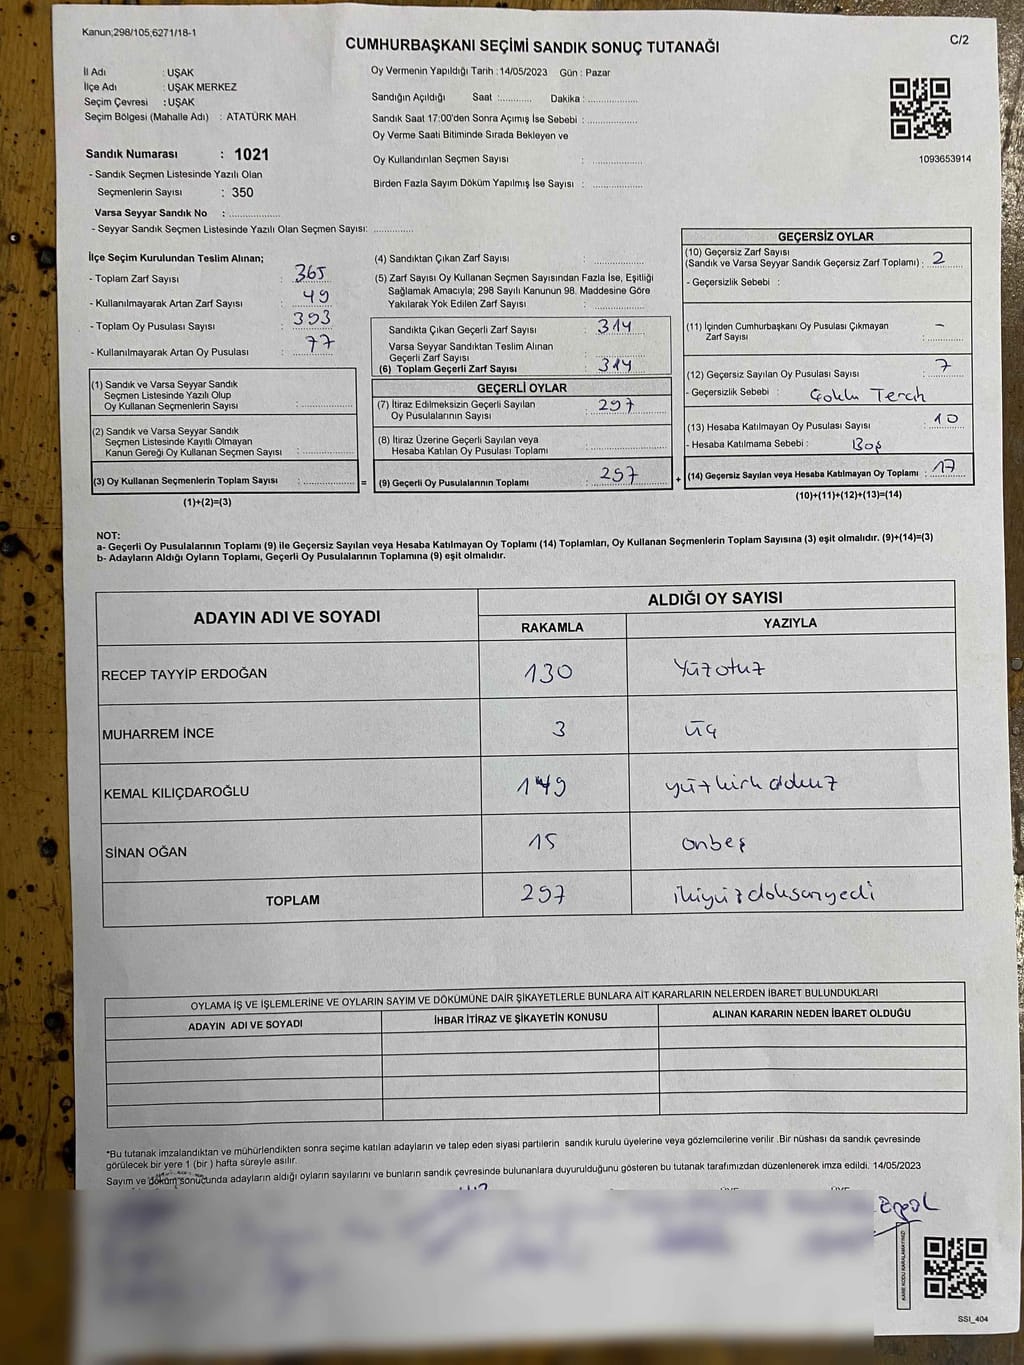 Kanun;298/105;6271/18-1
C/2
CUMHURBAŞKANI SEÇİMİ SANDIK SONUÇ TUTANAĞI
İl Adı : UŞAK
İlçe Adı : UŞAK MERKEZ
Seçim Çevresi : UŞAK
Seçim Bölgesi (Mahalle Adı) : ATATÜRK MAH.
Sandık Numarası : 1021
- Sandık Seçmen Listesinde Yazılı Olan
Seçmenlerin Sayısı : 350
Varsa Seyyar Sandık No : ...............
- Seyyar Sandık Seçmen Listesinde Yazılı Olan Seçmen Sayısı: ............
Oy Vermenin Yapıldığı Tarih : 14/05/2023 Gün : Pazar
Sandığın Açıldığı Saat :.......... Dakika : ...............
Sandık Saat 17:00'den Sonra Açımış İse Sebebi : ...............
Oy Verme Saati Bitiminde Sırada Bekleyen ve
Oy Kullandırılan Seçmen Sayısı : ...............
Birden Fazla Sayım Döküm Yapılmış İse Sayısı : ...............
1093653914
İlçe Seçim Kurulundan Teslim Alınan;
- Toplam Zarf Sayısı : 365
- Kullanılmayarak Artan Zarf Sayısı : 49
- Toplam Oy Pusulası Sayısı : 393
- Kullanılmayarak Artan Oy Pusulası : 77
(1) Sandık ve Varsa Seyyar Sandık
Seçmen Listesinde Yazılı Olup
Oy Kullanan Seçmenlerin Sayısı : ...............
(2) Sandık ve Varsa Seyyar Sandık
Seçmen Listesinde Kayıtlı Olmayan
Kanun Gereği Oy Kullanan Seçmen Sayısı : ...............
(3) Oy Kullanan Seçmenlerin Toplam Sayısı : ............... =
(1)+(2)=(3)
(4) Sandıktan Çıkan Zarf Sayısı : ...............
(5) Zarf Sayısı Oy Kullanan Seçmen Sayısından Fazla İse, Eşitliği
Sağlamak Amacıyla; 298 Sayılı Kanunun 98. Maddesine Göre
Yakılarak Yok Edilen Zarf Sayısı : ...............
Sandıkta Çıkan Geçerli Zarf Sayısı : 314
Varsa Seyyar Sandıktan Teslim Alınan
Geçerli Zarf Sayısı : ...............
(6) Toplam Geçerli Zarf Sayısı : 314
GEÇERLİ OYLAR
(7) İtiraz Edilmeksizin Geçerli Sayılan
Oy Pusulalarının Sayısı : 297
(8) İtiraz Üzerine Geçerli Sayılan veya
Hesaba Katılan Oy Pusulası Toplamı : ...............
(9) Geçerli Oy Pusulalarının Toplamı : 297 +
GEÇERSİZ OYLAR
(10) Geçersiz Zarf Sayısı
(Sandık ve Varsa Seyyar Sandık Geçersiz Zarf Toplamı) : 2
- Geçersizlik Sebebi :
(11) İçinden Cumhurbaşkanı Oy Pusulası Çıkmayan
Zarf Sayısı : -
(12) Geçersiz Sayılan Oy Pusulası Sayısı : 7
- Geçersizlik Sebebi : Çoklu Tercih
(13) Hesaba Katılmayan Oy Pusulası Sayısı : 10
- Hesaba Katılmama Sebebi : Boş
(14) Geçersiz Sayılan veya Hesaba Katılmayan Oy Toplamı : 17
(10)+(11)+(12)+(13)=(14)
NOT:
a- Geçerli Oy Pusulalarının Toplamı (9) ile Geçersiz Sayılan veya Hesaba Katılmayan Oy Toplamı (14) Toplamları, Oy Kullanan Seçmenlerin Toplam Sayısına (3) eşit olmalıdır. (9)+(14)=(3)
b- Adayların Aldığı Oyların Toplamı, Geçerli Oy Pusulalarının Toplamına (9) eşit olmalıdır.
ADAYIN ADI VE SOYADI
ALDIĞI OY SAYISI
RAKAMLA YAZIYLA
RECEP TAYYİP ERDOĞAN 130 Yüzotuz
MUHARREM İNCE 3 üç
KEMAL KILIÇDAROĞLU 149 yüzkırkdokuz
SİNAN OĞAN 15 onbeş
TOPLAM 297 ikiyüzdoksanyedi
OYLAMA İŞ VE İŞLEMLERİNE VE OYLARIN SAYIM VE DÖKÜMÜNE DAİR ŞİKAYETLERLE BUNLARA AİT KARARLARIN NELERDEN İBARET BULUNDUKLARI
ADAYIN ADI VE SOYADI İHBAR İTİRAZ VE ŞİKAYETİN KONUSU ALINAN KARARIN NEDEN İBARET OLDUĞU
*Bu tutanak imzalandıktan ve mühürlendikten sonra seçime katılan adayların ve talep eden siyasi partilerin sandık kurulu üyelerine veya gözlemcilerine verilir .Bir nüshası da sandık çevresinde
görülecek bir yere 1 (bir ) hafta süreyle asılır.
Sayım ve döküm sonucunda adayların aldığı oyların sayılarını ve bunların sandık çevresinde bulunanlara duyurulduğunu gösteren bu tutanak tarafımızdan düzenlenerek imza edildi. 14/05/2023
KARE KODU KARALAMAYINIZ!
SSI_404